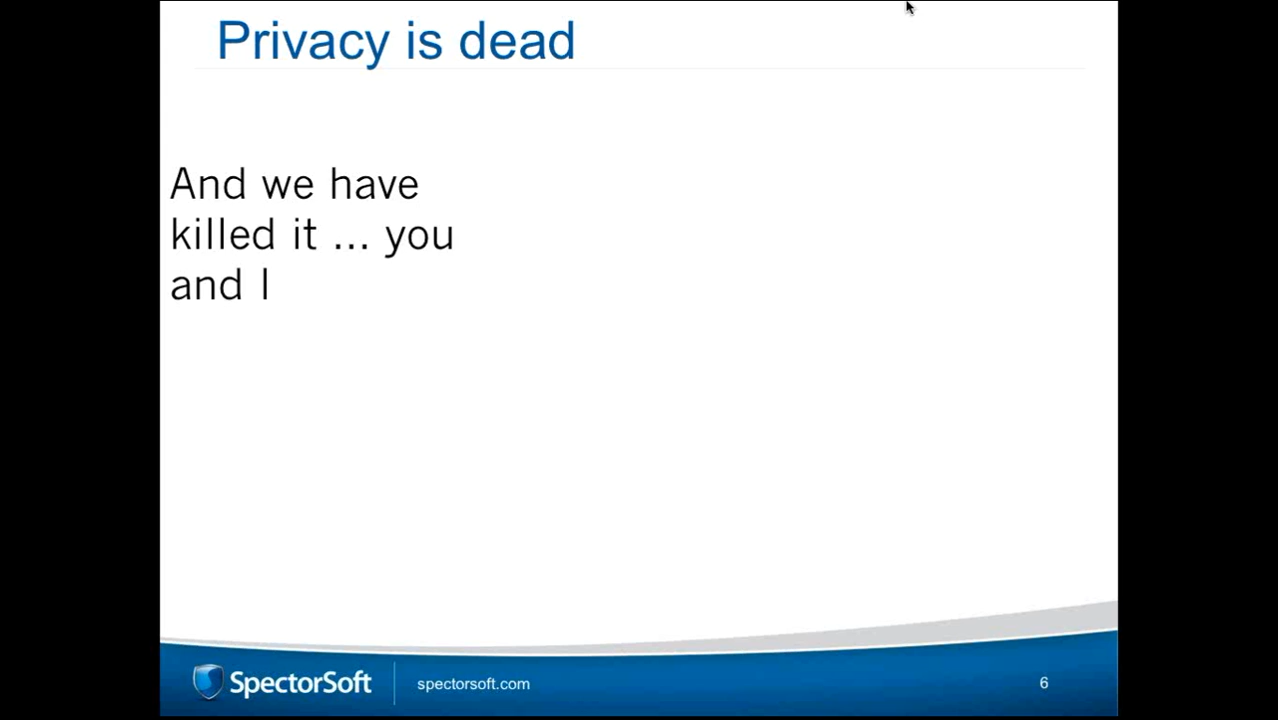 Privacy is dead
And we have
killed it ... you
and I
SpectorSoft
spectorsoft.com
6